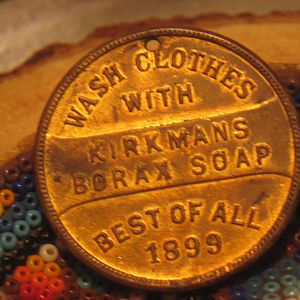 WASH CLOTHES
WITH
KIRKMANS
BORAX SOAP
BEST OF ALL
1899